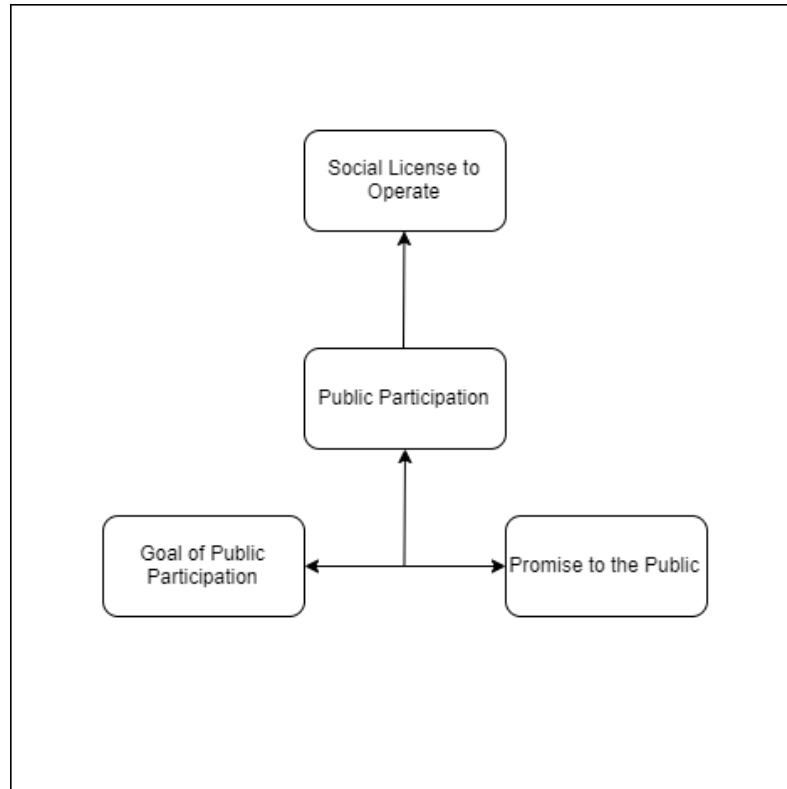 Social License to
Operate
Public Participation
Goal of Public
Participation
Promise to the Public